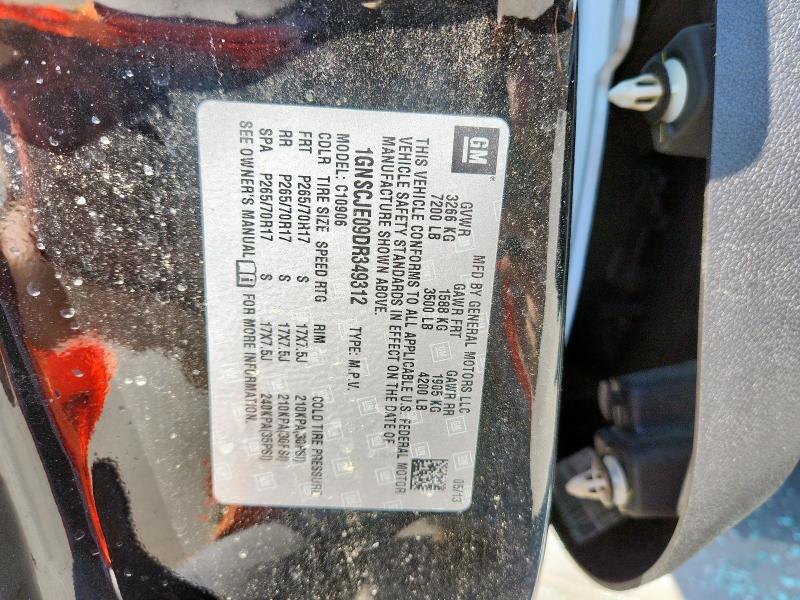 GM
MFD BY GENERAL MOTORS LLC 05/13
GVWR GAWR FRT GAWR RR
3266 KG 1588 KG 1905 KG
7200 LB 3500 LB 4200 LB
THIS VEHICLE CONFORMS TO ALL APPLICABLE U.S. FEDERAL MOTOR
VEHICLE SAFETY STANDARDS IN EFFECT ON THE DATE OF
MANUFACTURE SHOWN ABOVE.
1GNSCJE09DR349312 TYPE: M.P.V.
MODEL: C10906
CDLR TIRE SIZE SPEED RTG RIM COLD TIRE PRESSURE
FRT P265/70R17 S 17X7.5J 210KPA(30PSI)
RR P265/70R17 S 17X7.5J 210KPA(30PSI)
SPA P265/70R17 S 17X7.5J 240KPA(35PSI)
SEE OWNER'S MANUAL FOR MORE INFORMATION.